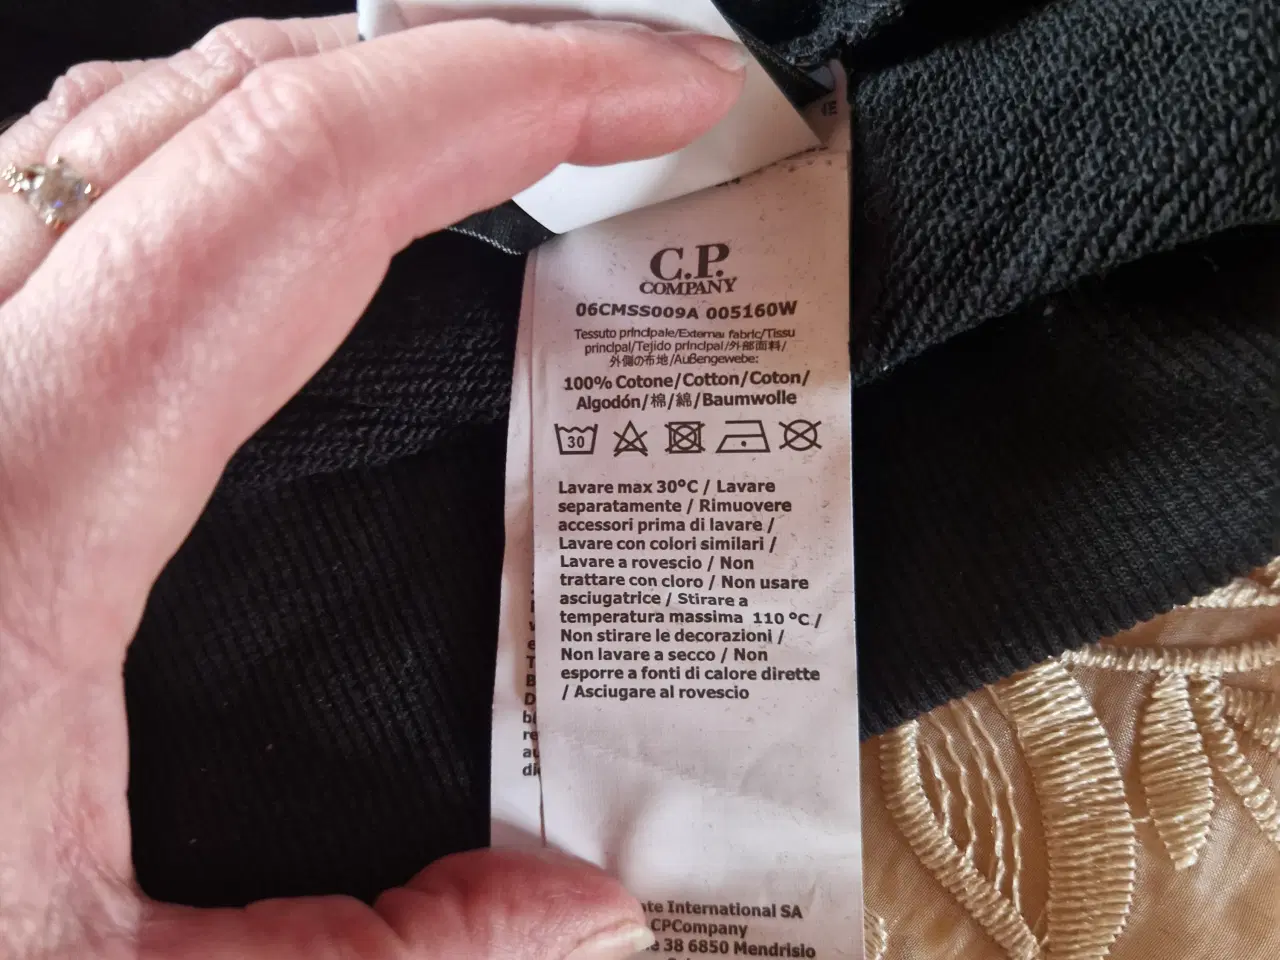 C.P.
COMPANY
06CMSS009A 005160W
Tessuto principale/External fabric/Tissu
principal/Tejido principal/外部面料/
外側の布地/Außengewebe:
100% Cotone/Cotton/Coton/
Algodón/棉/綿/Baumwolle
30
Lavare max 30°C / Lavare
separatamente / Rimuovere
accessori prima di lavare /
Lavare con colori similari /
Lavare a rovescio / Non
trattare con cloro / Non usare
asciugatrice / Stirare a
temperatura massima 110 °C /
Non stirare le decorazioni /
Non lavare a secco / Non
esporre a fonti di calore dirette
/ Asciugare al rovescio
International SA
CPCompany
38 6850 Mendrisio